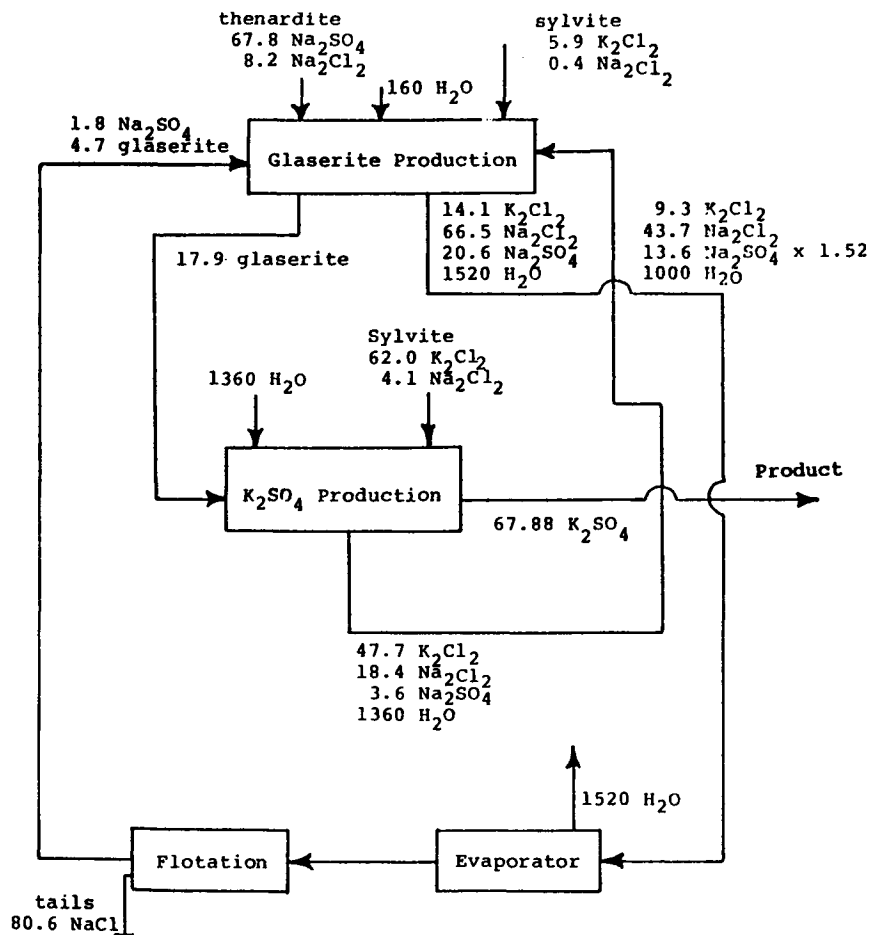 thenardite
67.8 Na₂SO₄
8.2 Na₂Cl₂
160 H₂O
sylvite
5.9 K₂Cl₂
0.4 Na₂Cl₂
1.8 Na₂SO₄
4.7 glaserite
Glaserite Production
17.9 glaserite
14.1 K₂Cl₂
66.5 Na₂Cl₂
20.6 Na₂SO₄
1520 H₂O
9.3 K₂Cl₂
43.7 Na₂Cl₂
13.6 Na₂SO₄ x 1.52
1000 H₂O
1360 H₂O
Sylvite
62.0 K₂Cl₂
4.1 Na₂Cl₂
K₂SO₄ Production
Product
67.88 K₂SO₄
47.7 K₂Cl₂
18.4 Na₂Cl₂
3.6 Na₂SO₄
1360 H₂O
1520 H₂O
Flotation
Evaporator
tails
80.6 NaCl